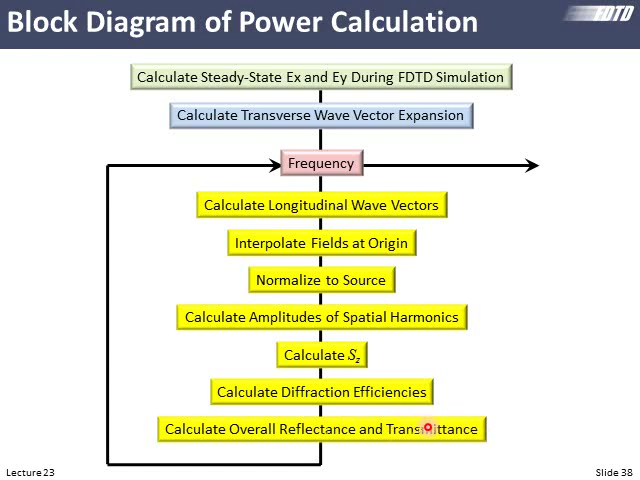 Block Diagram of Power Calculation
FDTD
Calculate Steady-State Ex and Ey During FDTD Simulation
Calculate Transverse Wave Vector Expansion
Frequency
Calculate Longitudinal Wave Vectors
Interpolate Fields at Origin
Normalize to Source
Calculate Amplitudes of Spatial Harmonics
Calculate Sz
Calculate Diffraction Efficiencies
Calculate Overall Reflectance and Transmittance
Lecture 23
Slide 38